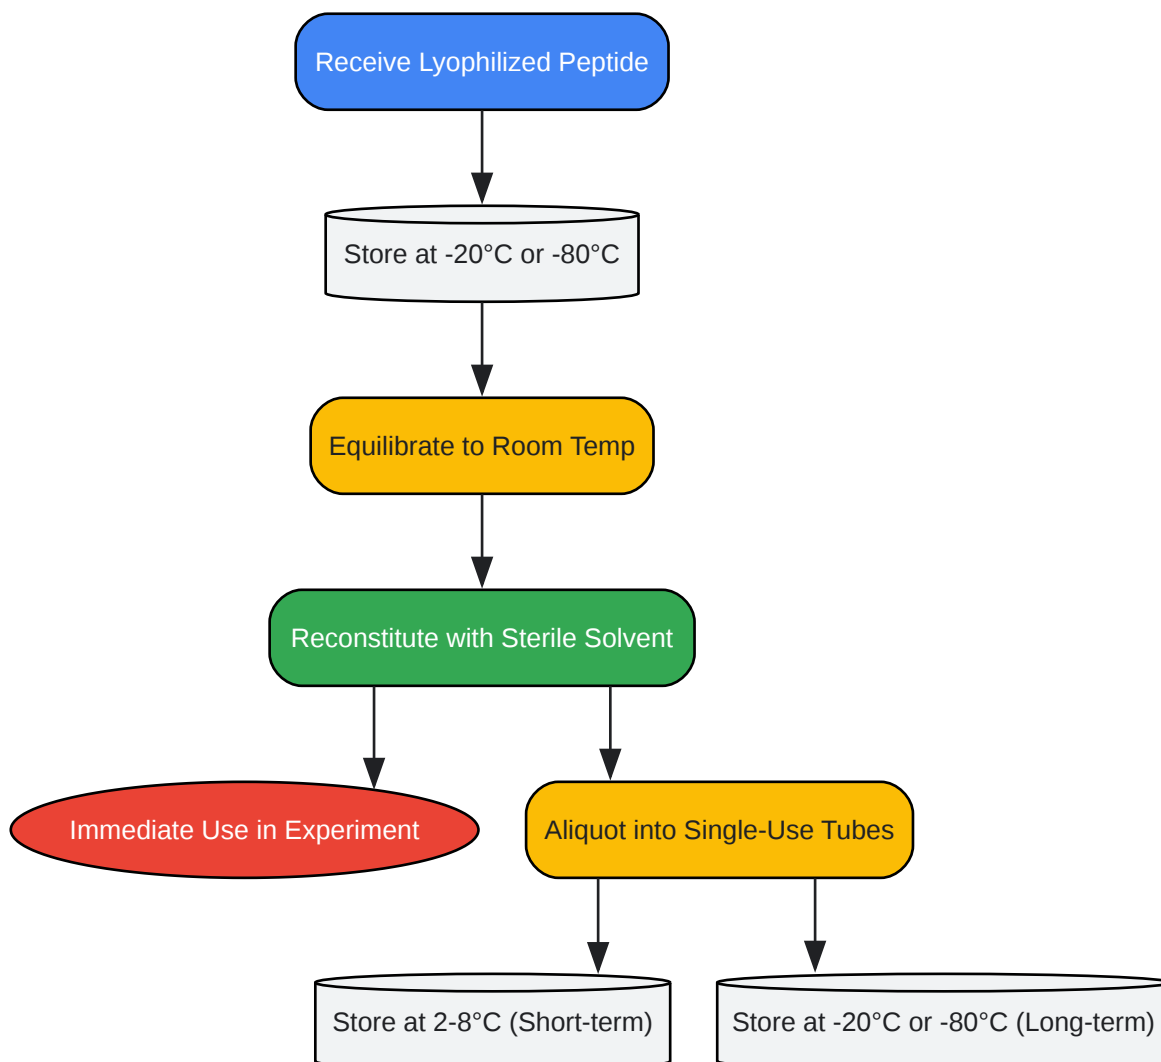 Receive Lyophilized Peptide
Store at -20°C or -80°C
Equilibrate to Room Temp
Reconstitute with Sterile Solvent
Immediate Use in Experiment
Aliquot into Single-Use Tubes
Store at 2-8°C (Short-term)
Store at -20°C or -80°C (Long-term)